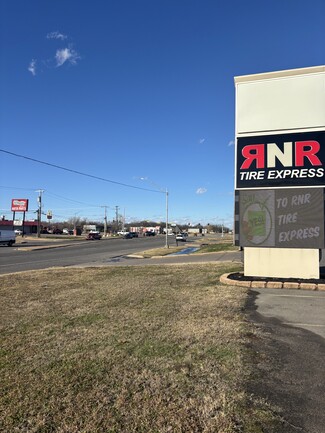 RNR
TIRE EXPRESS
TO RNR
TIRE
EXPRESS